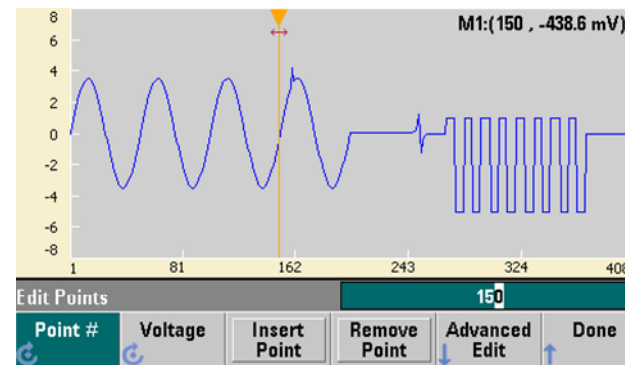 M1:(150 , -438.6 mV)
8
6
4
2
0
-2
-4
-6
-8
1 81 162 243 324 408
Edit Points 150
Point # Voltage Insert Point Remove Point Advanced Edit Done